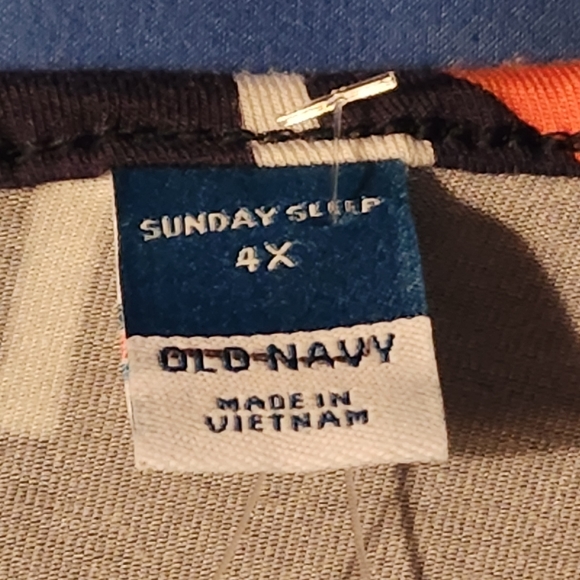 SUNDAY SLEEP
4X
OLD NAVY
MADE IN
VIETNAM